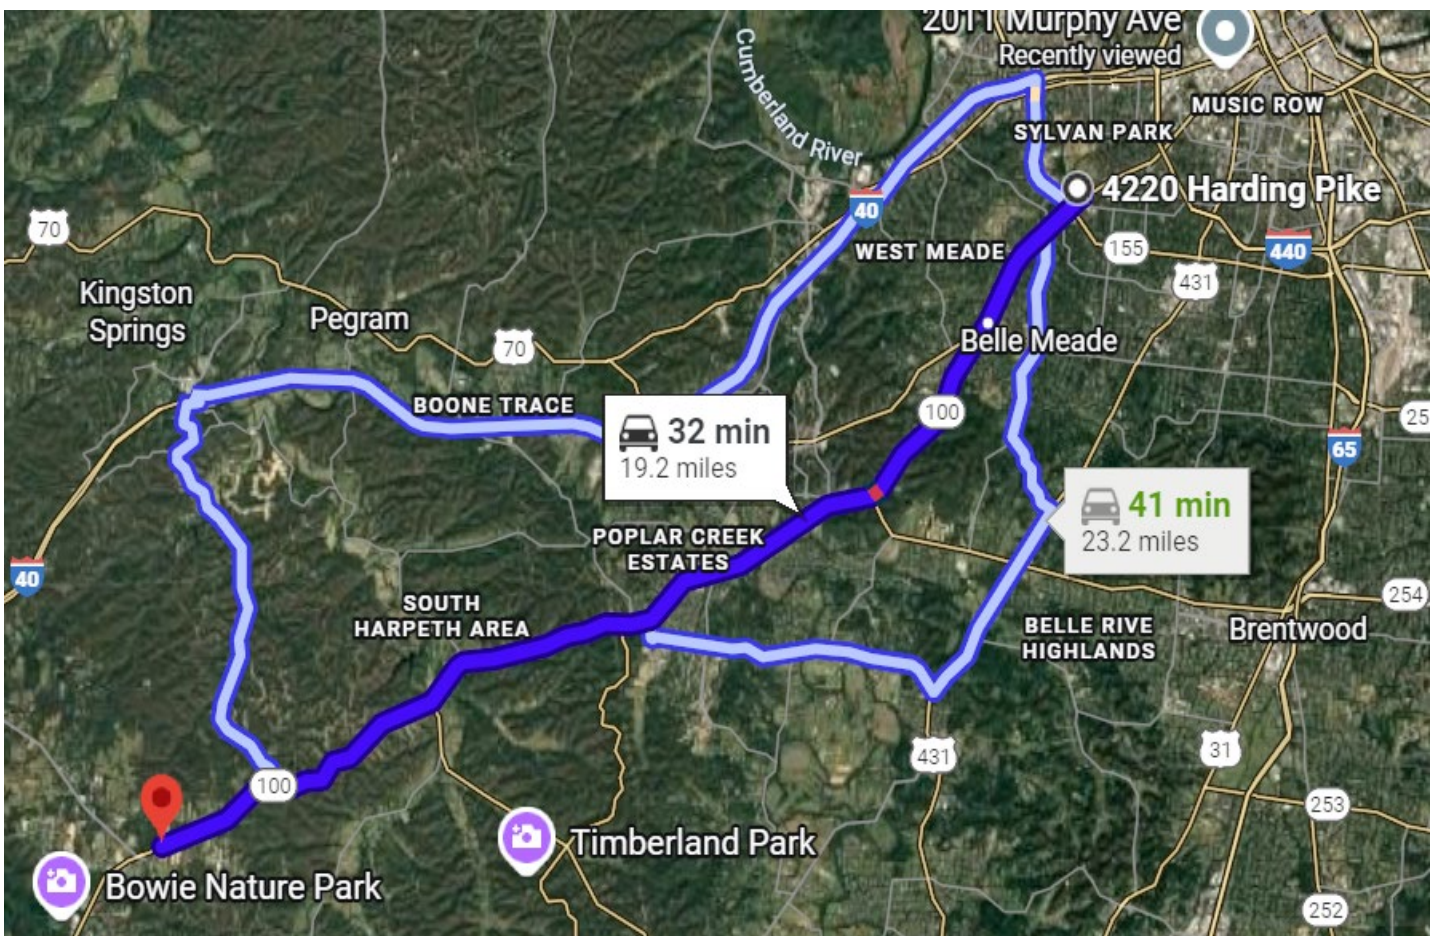 2011 Murphy Ave
Recently viewed
Cumberland River
MUSIC ROW
SYLVAN PARK
4220 Harding Pike
40
70
WEST MEADE
155
440
431
Kingston
Springs
Pegram
70
Belle Meade
BOONE TRACE
100
25
32 min
19.2 miles
65
41 min
23.2 miles
POPLAR CREEK
ESTATES
40
254
SOUTH
HARPETH AREA
BELLE RIVE
HIGHLANDS
Brentwood
431
31
100
253
Timberland Park
Bowie Nature Park
252